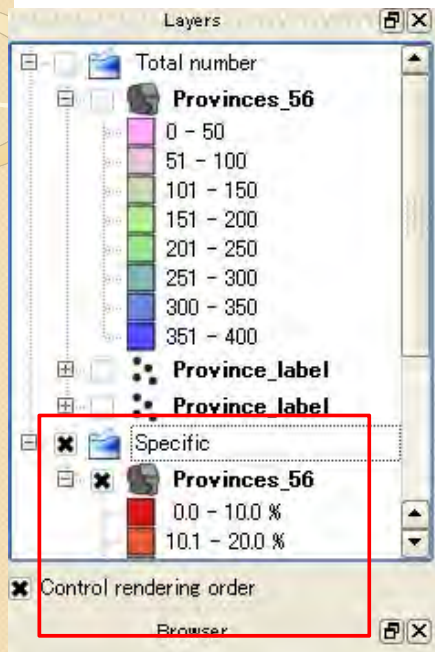 Layers
Total number
Provinces_56
0 - 50
51 - 100
101 - 150
151 - 200
201 - 250
251 - 300
300 - 350
351 - 400
Province_label
Province_label
Specific
Provinces_56
0.0 - 10.0 %
10.1 - 20.0 %
Control rendering order
Browser